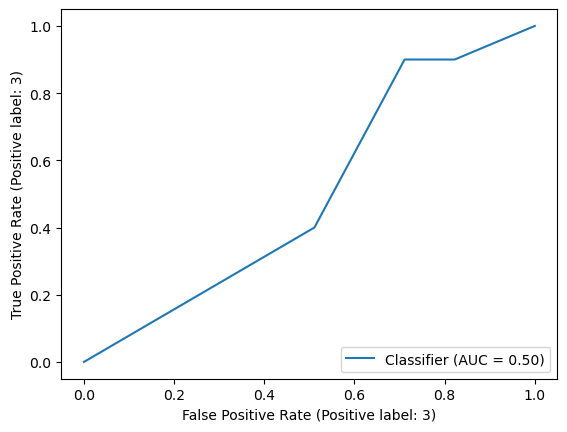 1.0
0.8
0.6
0.4
0.2
0.0
True Positive Rate (Positive label: 3)
Classifier (AUC = 0.50)
0.0 0.2 0.4 0.6 0.8 1.0
False Positive Rate (Positive label: 3)